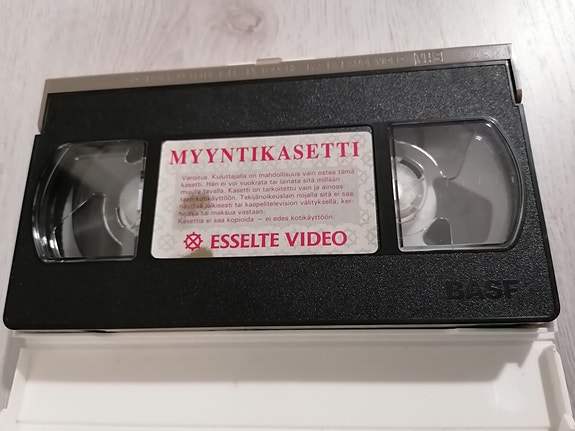 VHS
MYYNTIKASETTI
Varoitus. Kuluttajalla on mahdollisuus vain ostaa tämä
kasetti. Hän ei voi vuokrata tai lainata sitä millään
muulla tavalla. Kasetti on tarkoitettu vain ja ainoas-
taan kotikäyttöön. Tekijänoikeuslain nojalla sitä ei saa
näyttää julkisesti tai kaapelitelevision välityksellä, ker-
hoissa tai maksua vastaan.
Kasettia ei saa kopioida – ei edes kotikäyttöön.
ESSELTE VIDEO
BASF